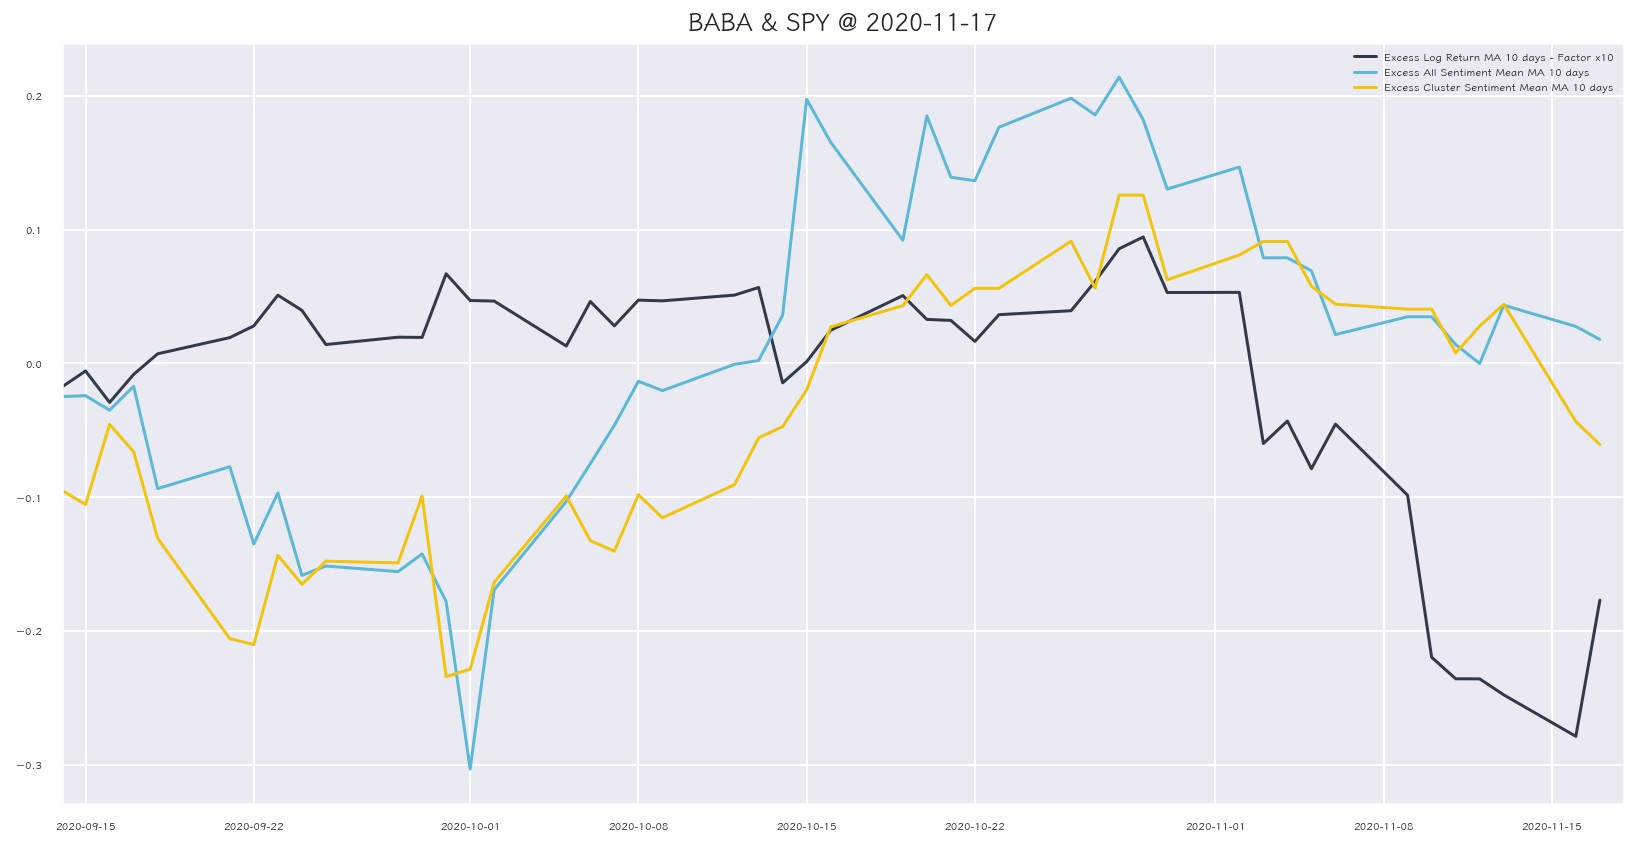 BABA & SPY @ 2020-11-17
Excess Log Return MA 10 days - Factor x10
Excess All Sentiment Mean MA 10 days
Excess Cluster Sentiment Mean MA 10 days
0.2
0.1
0.0
−0.1
−0.2
−0.3
2020-09-15 2020-09-22 2020-10-01 2020-10-08 2020-10-15 2020-10-22 2020-11-01 2020-11-08 2020-11-15